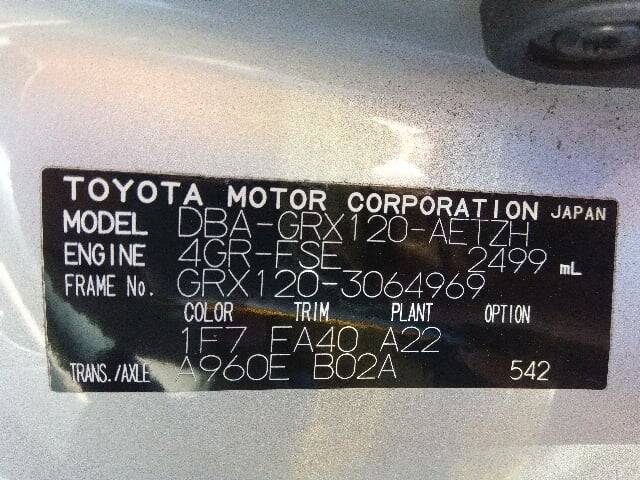 TOYOTA MOTOR CORPORATION JAPAN
MODEL DBA-GRX120-AETZH
ENGINE 4GR-FSE 2499 mL
FRAME No. GRX120-3064969
COLOR TRIM PLANT OPTION
1F7 FA40 A22
TRANS./AXLE A960E B02A 542